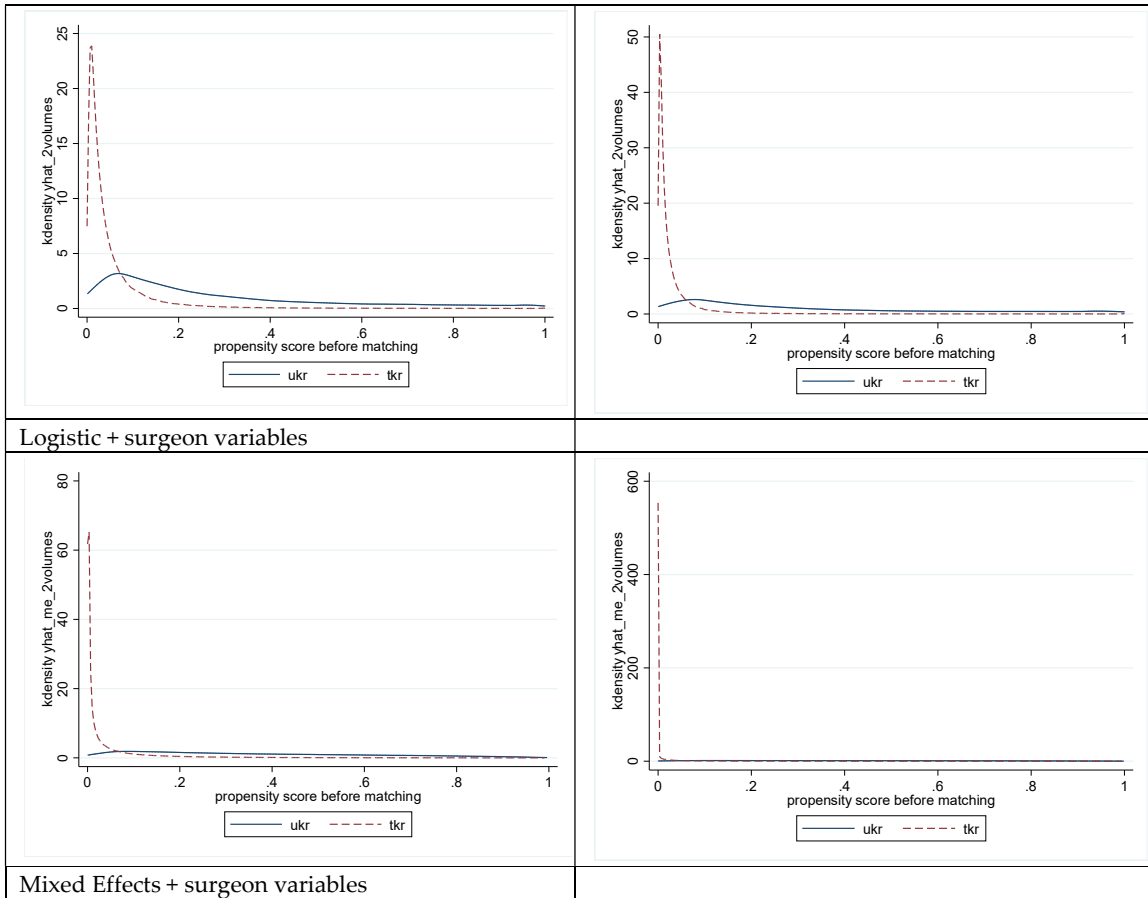 25
20
15
10
5
0
kdensity yhat_2volumes
0 .2 .4 .6 .8 1
propensity score before matching
ukr tkr
50
40
30
20
10
0
kdensity yhat_2volumes
0 .2 .4 .6 .8 1
propensity score before matching
ukr tkr
Logistic + surgeon variables
80
60
40
20
0
kdensity yhat_me_2volumes
0 .2 .4 .6 .8 1
propensity score before matching
ukr tkr
600
400
200
0
kdensity yhat_me_2volumes
0 .2 .4 .6 .8 1
propensity score before matching
ukr tkr
Mixed Effects + surgeon variables